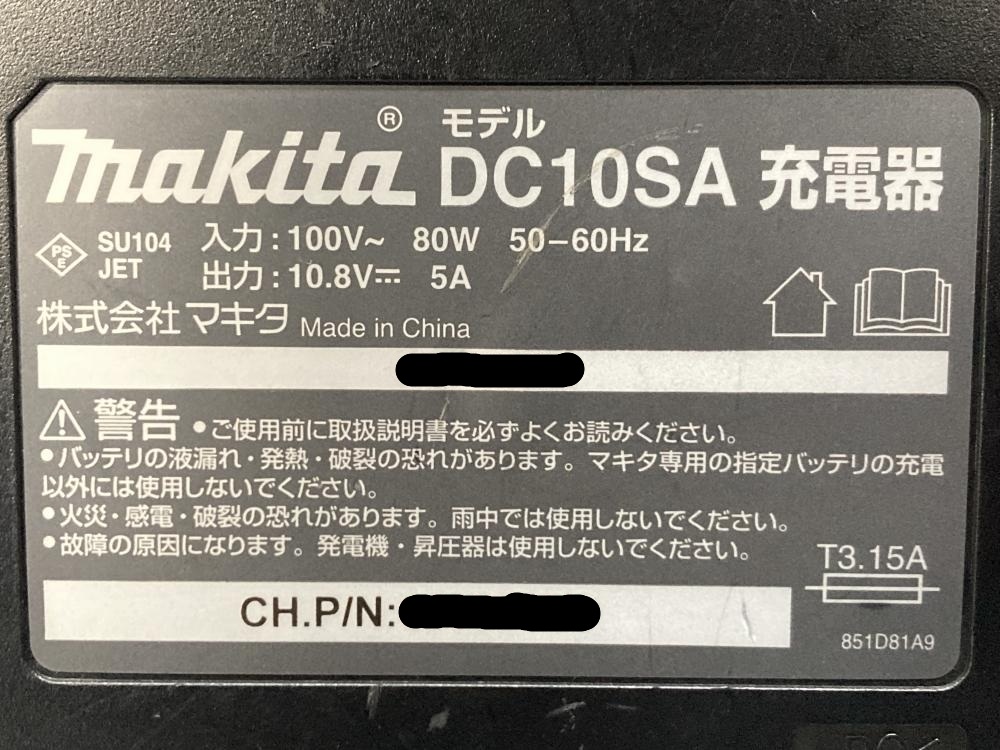 makita® モデル DC10SA 充電器
PSE SU104 JET 入力：100V~ 80W 50–60Hz
出力：10.8V⎓ 5A
株式会社マキタ Made in China
警告 ●ご使用前に取扱説明書を必ずよくお読みください。
●バッテリの液漏れ・発熱・破裂の恐れがあります。マキタ専用の指定バッテリの充電
以外には使用しないでください。
●火災・感電・破裂の恐れがあります。雨中では使用しないでください。
●故障の原因になります。発電機・昇圧器は使用しないでください。
T3.15A
CH.P/N:
851D81A9